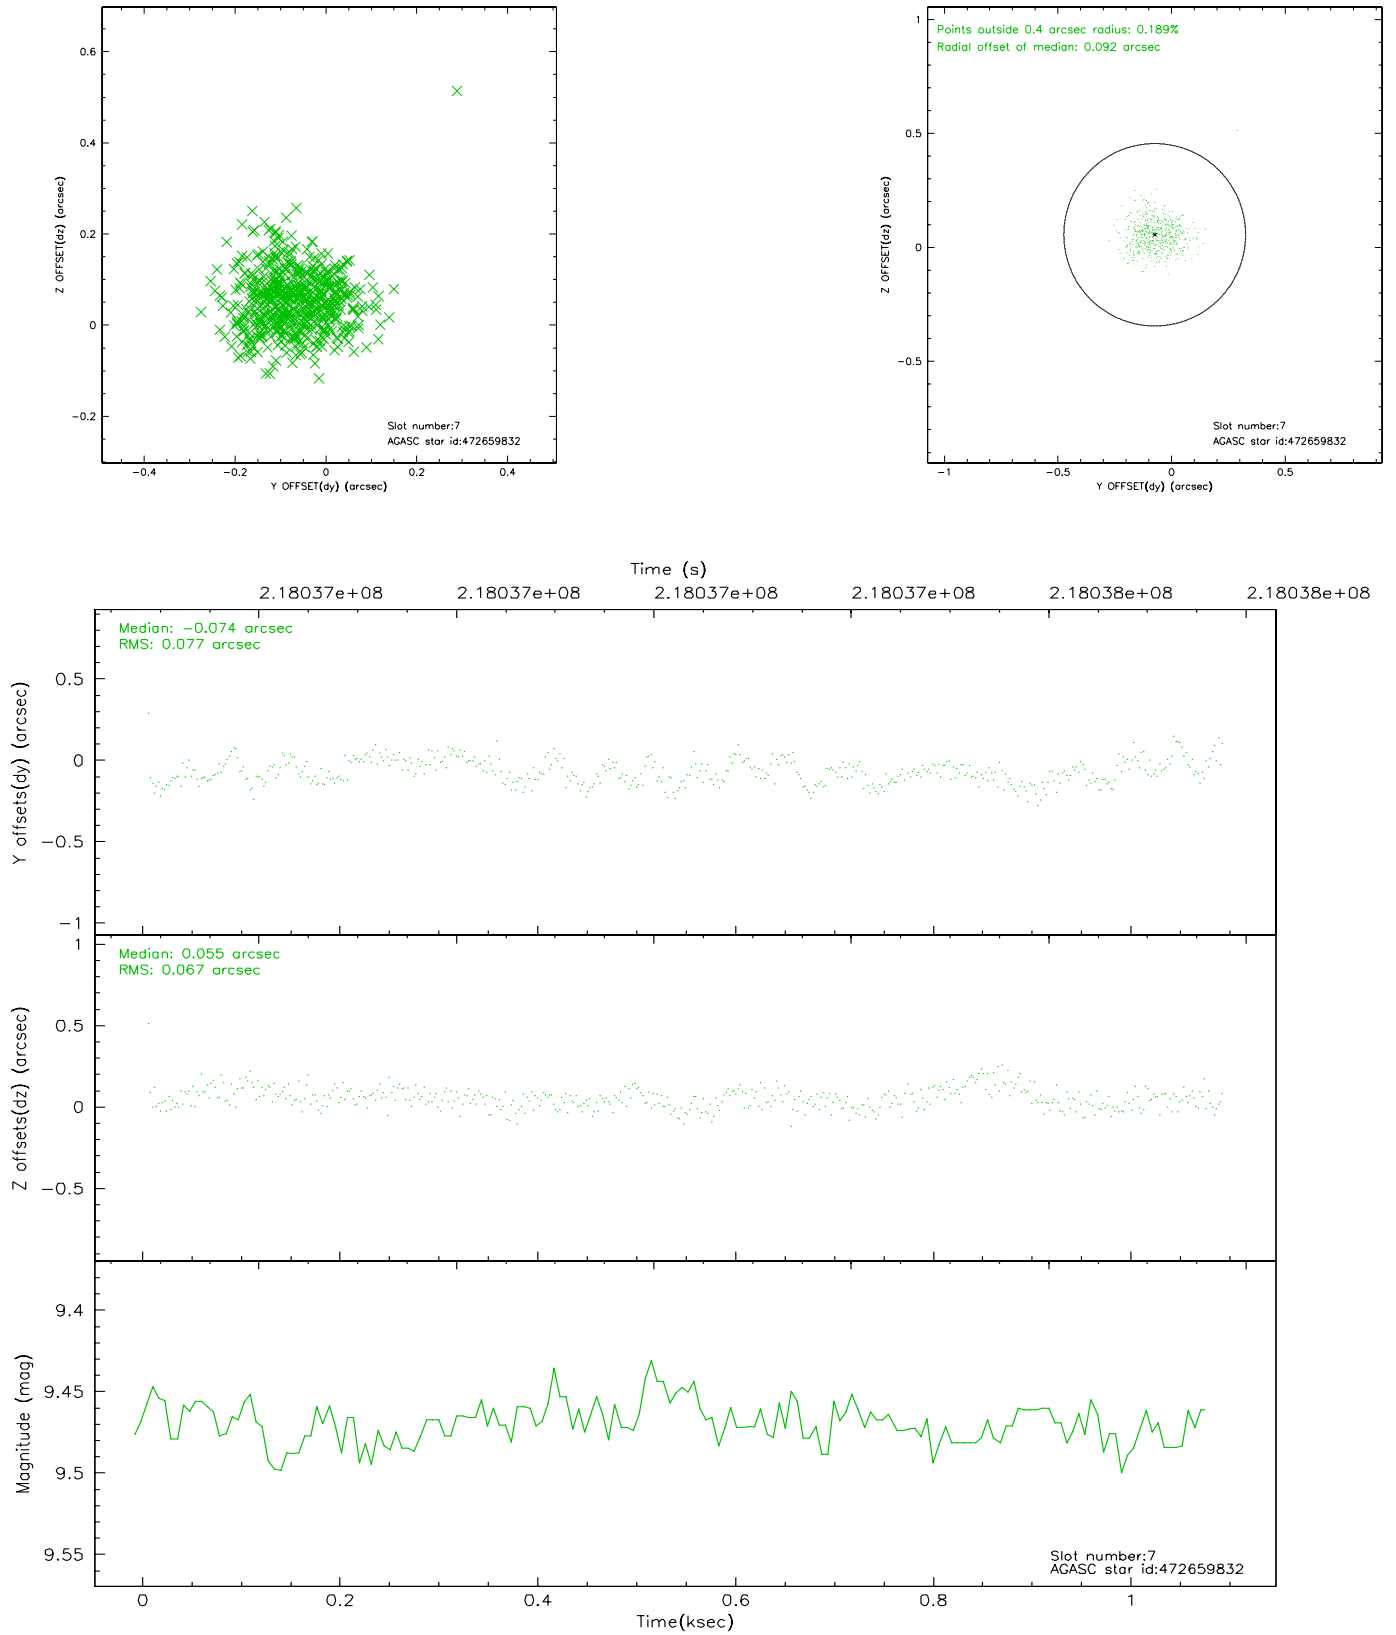 0.6
0.4
0.2
0
−0.2
Z OFFSET(dz) (arcsec)
−0.4 −0.2 0 0.2 0.4
Y OFFSET(dy) (arcsec)
Slot number:7
AGASC star id:472659832
Points outside 0.4 arcsec radius: 0.189%
Radial offset of median: 0.092 arcsec
1
0.5
0
−0.5
Z OFFSET(dz) (arcsec)
−1 −0.5 0 0.5
Y OFFSET(dy) (arcsec)
Slot number:7
AGASC star id:472659832
Time (s)
2.18037e+08 2.18037e+08 2.18037e+08 2.18037e+08 2.18038e+08 2.18038e+08
Median: −0.074 arcsec
RMS: 0.077 arcsec
0.5
0
−0.5
−1
Y offsets(dy) (arcsec)
Median: 0.055 arcsec
RMS: 0.067 arcsec
1
0.5
0
−0.5
Z offsets(dz) (arcsec)
9.4
9.45
9.5
9.55
Magnitude (mag)
Slot number:7
AGASC star id:472659832
0 0.2 0.4 0.6 0.8 1
Time(ksec)